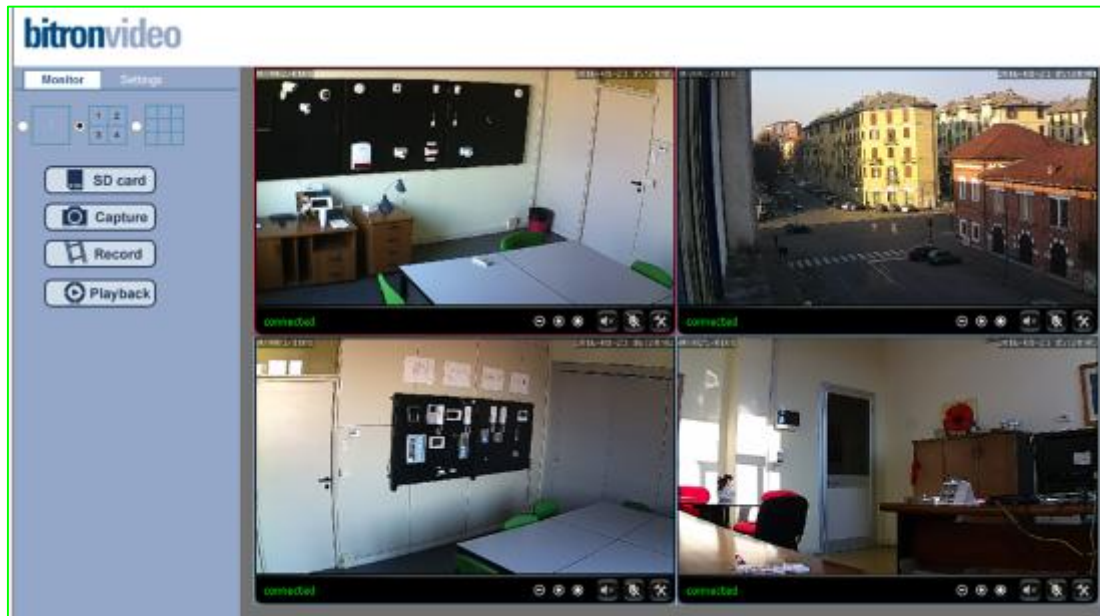 bitronvideo
Monitor Settings
1 2
3 4
SD card
Capture
Record
Playback
connected
connected
connected
connected